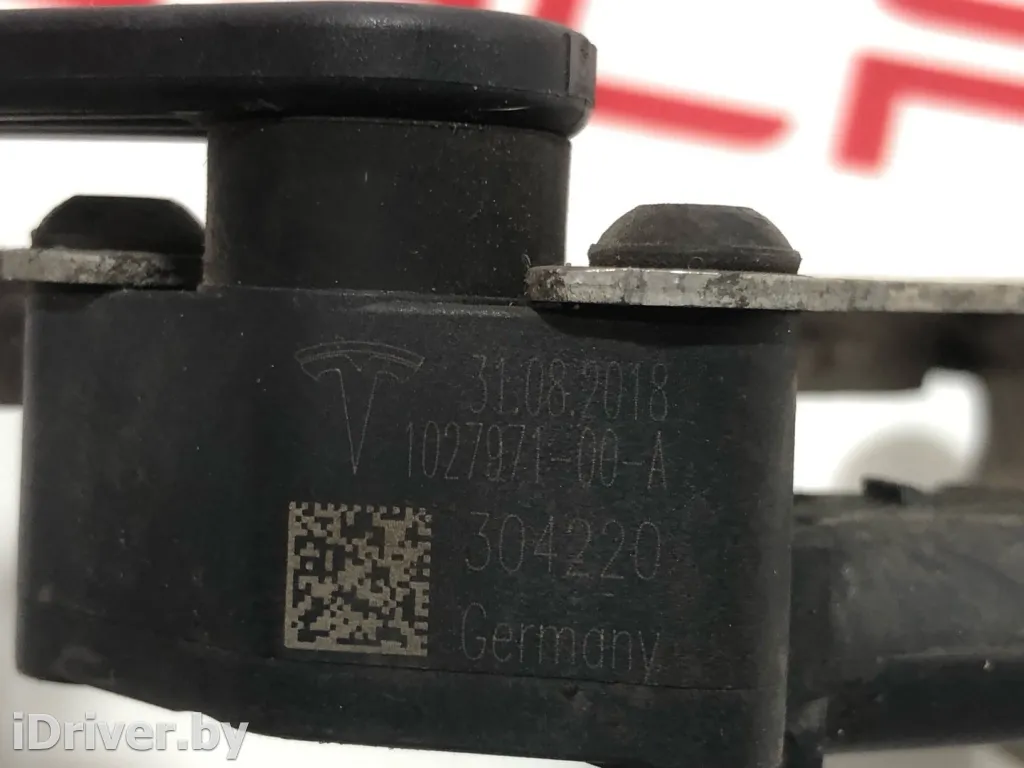 31.08.2018
1027971-00-A
304220
Germany
iDriver.by